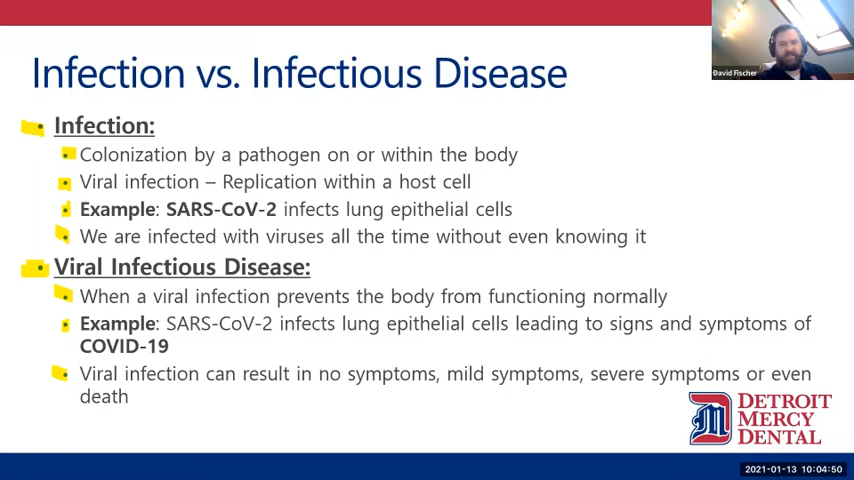 David Fischer
Infection vs. Infectious Disease
Infection:
Colonization by a pathogen on or within the body
Viral infection – Replication within a host cell
Example: SARS-CoV-2 infects lung epithelial cells
We are infected with viruses all the time without even knowing it
Viral Infectious Disease:
When a viral infection prevents the body from functioning normally
Example: SARS-CoV-2 infects lung epithelial cells leading to signs and symptoms of
COVID-19
Viral infection can result in no symptoms, mild symptoms, severe symptoms or even
death
DETROIT
MERCY
DENTAL
2021-01-13 10:04:50